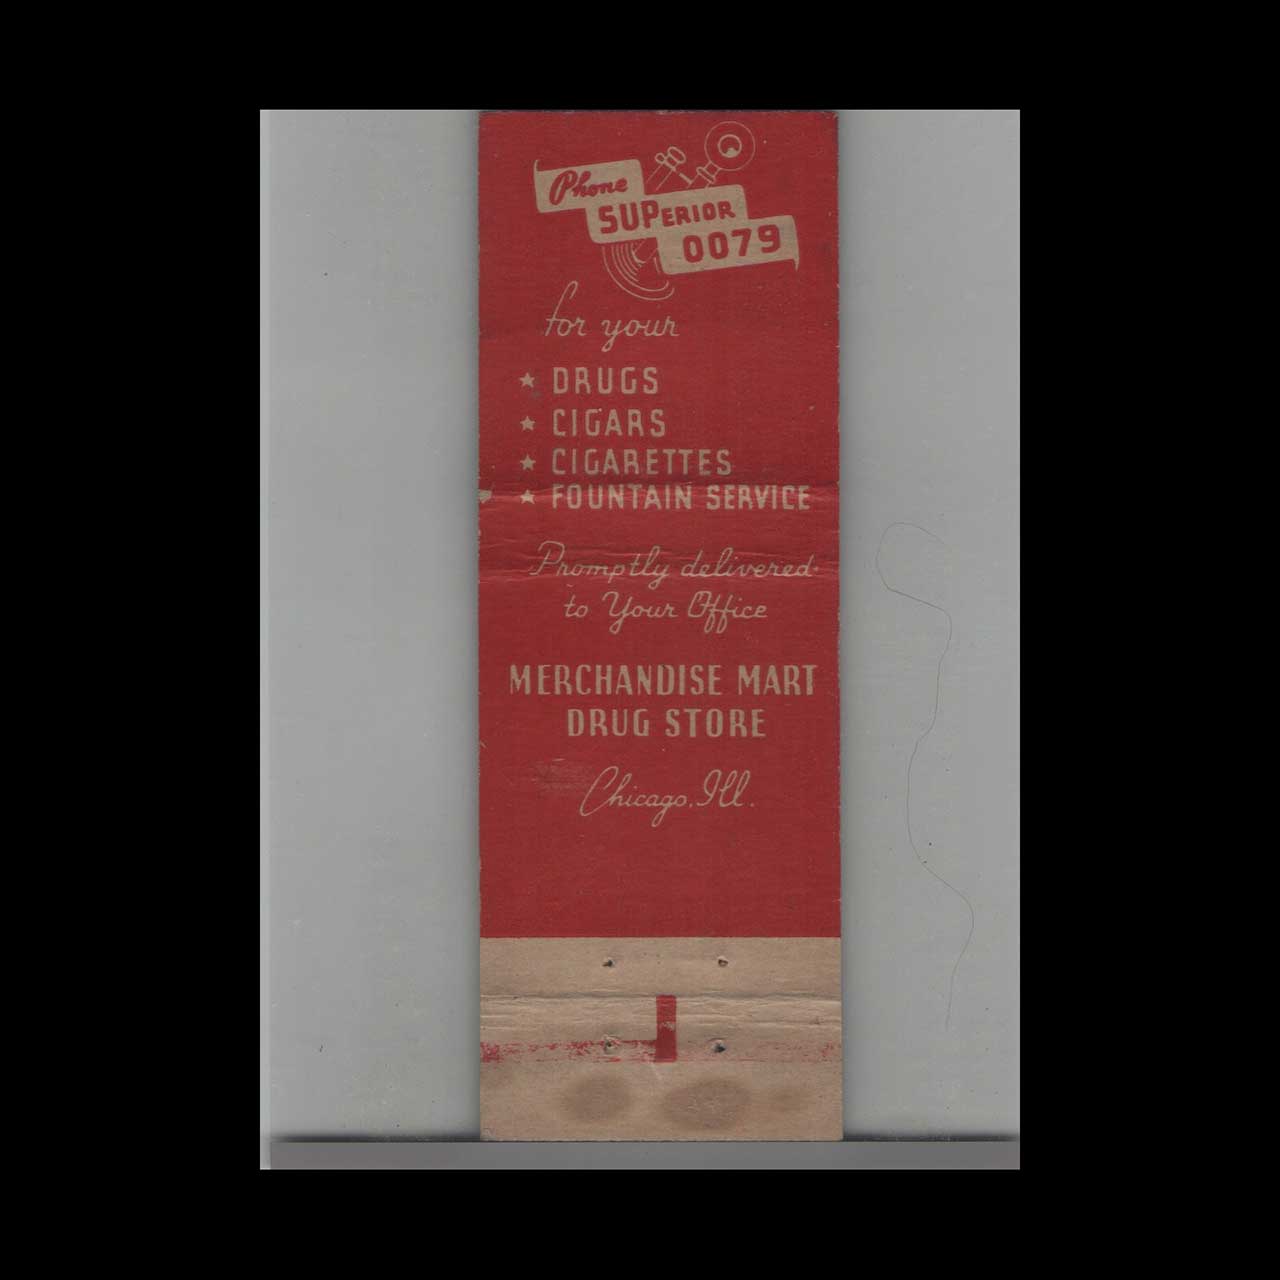 Phone
SUPERIOR
0079
for your
★ DRUGS
★ CIGARS
★ CIGARETTES
★ FOUNTAIN SERVICE
Promptly delivered
to Your Office
MERCHANDISE MART
DRUG STORE
Chicago, Ill.